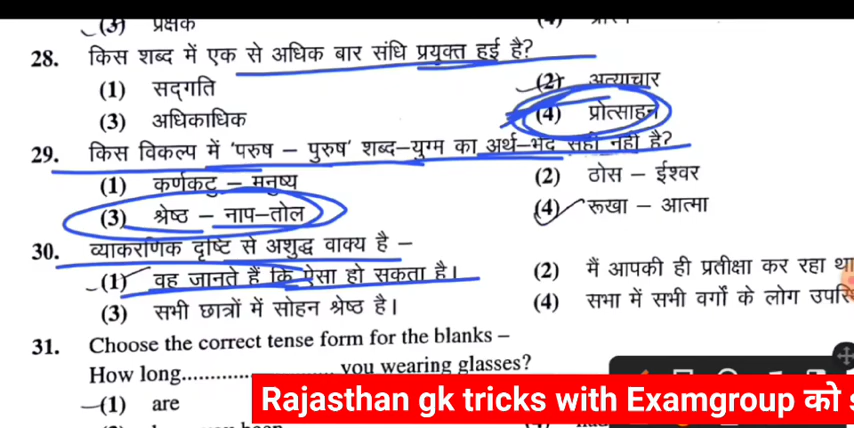 (3) प्रक्षक
28. किस शब्द में एक से अधिक बार संधि प्रयुक्त हुई है?
(1) सद्गति (2) अत्याचार
(3) अधिकाधिक (4) प्रोत्साहन
29. किस विकल्प में 'परुष – पुरुष' शब्द-युग्म का अर्थ-भेद सही नहीं है?
(1) कर्णकटु – मनुष्य (2) ठोस – ईश्वर
(3) श्रेष्ठ – नाप-तोल (4) रूखा – आत्मा
30. व्याकरणिक दृष्टि से अशुद्ध वाक्य है –
(1) वह जानते हैं कि ऐसा हो सकता है। (2) मैं आपकी ही प्रतीक्षा कर रहा था
(3) सभी छात्रों में सोहन श्रेष्ठ है। (4) सभा में सभी वर्गों के लोग
31. Choose the correct tense form for the blanks –
How long.................... you wearing glasses?
(1) are
Rajasthan gk tricks with Examgroup को